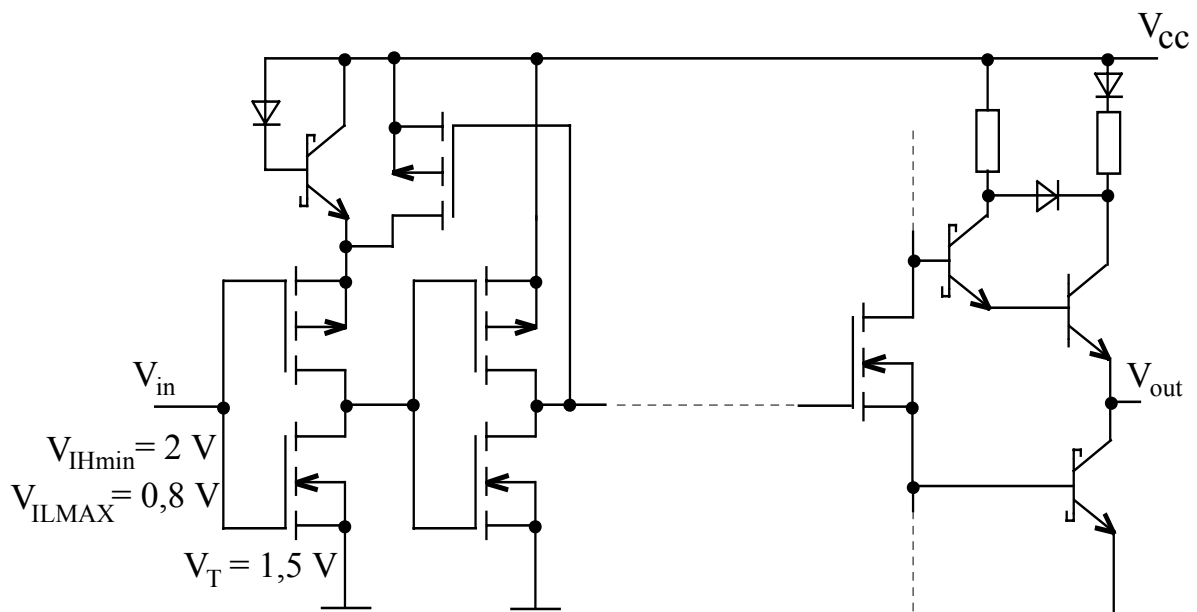 Vcc
Vin
Vout
VIHmin = 2 V
VILMAX = 0,8 V
VT = 1,5 V